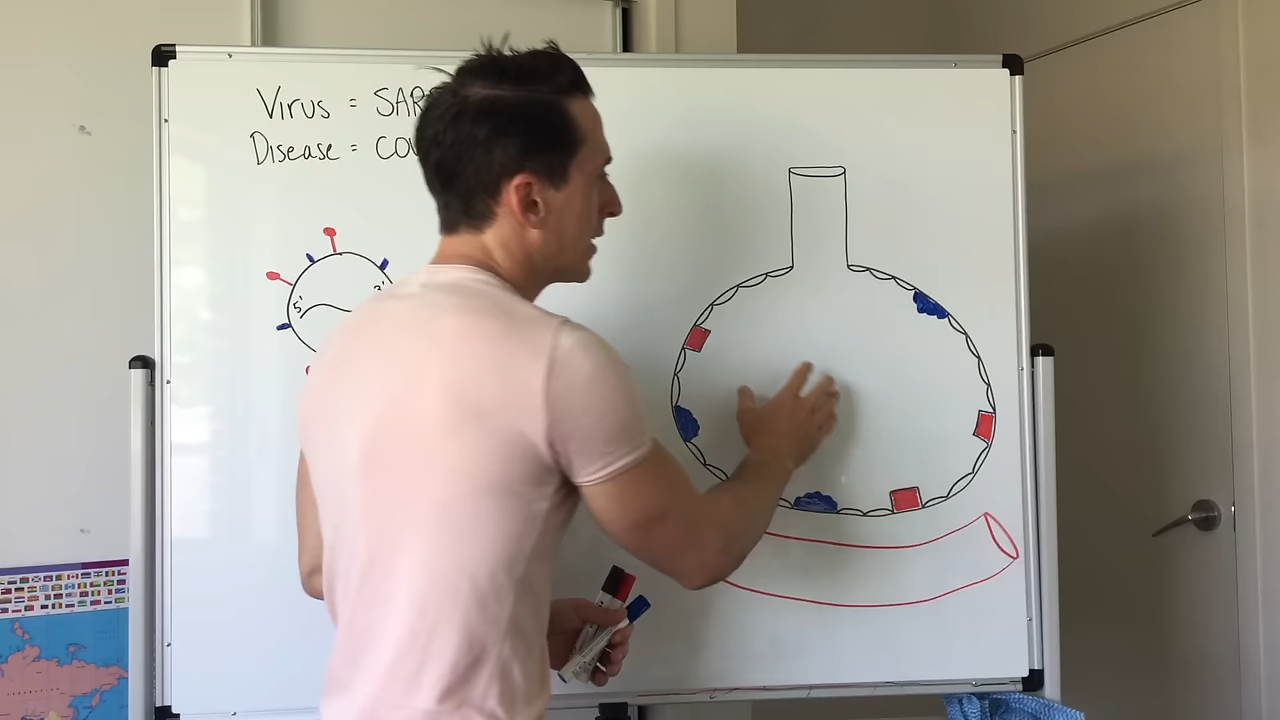 Virus = SAR
Disease = COV
5' 3'